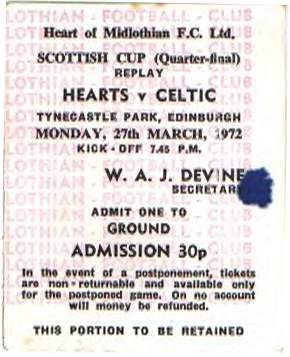 LOTHIAN - FOOTBALL - CLUB
Heart of Midlothian F.C. Ltd.
SCOTTISH CUP (Quarter-final)
REPLAY
HEARTS v CELTIC
TYNECASTLE PARK, EDINBURGH
MONDAY, 27th MARCH, 1972
KICK-OFF 7.45 P.M.
W. A. J. DEVINE
SECRETARY
ADMIT ONE TO
GROUND
ADMISSION 30p
In the event of a postponement, tickets
are non-returnable and available only
for the postponed game. On no account
will money be refunded.
THIS PORTION TO BE RETAINED